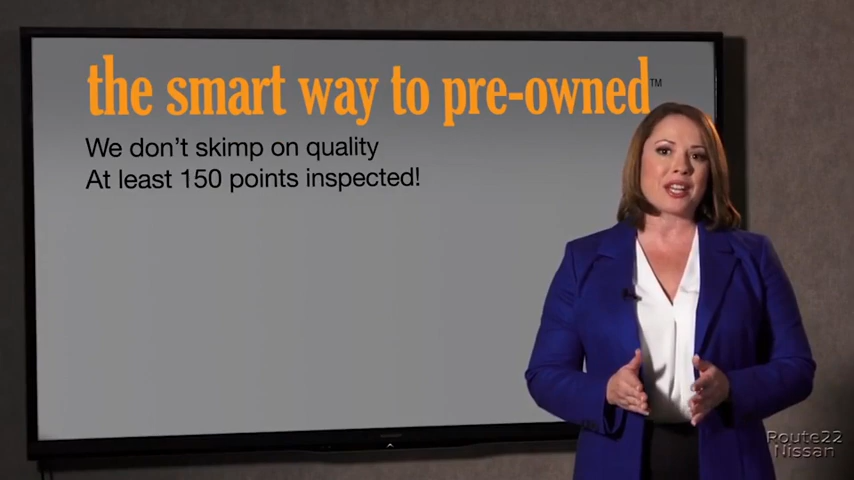 the smart way to pre-owned™
We don't skimp on quality
At least 150 points inspected!
Route22
Nissan